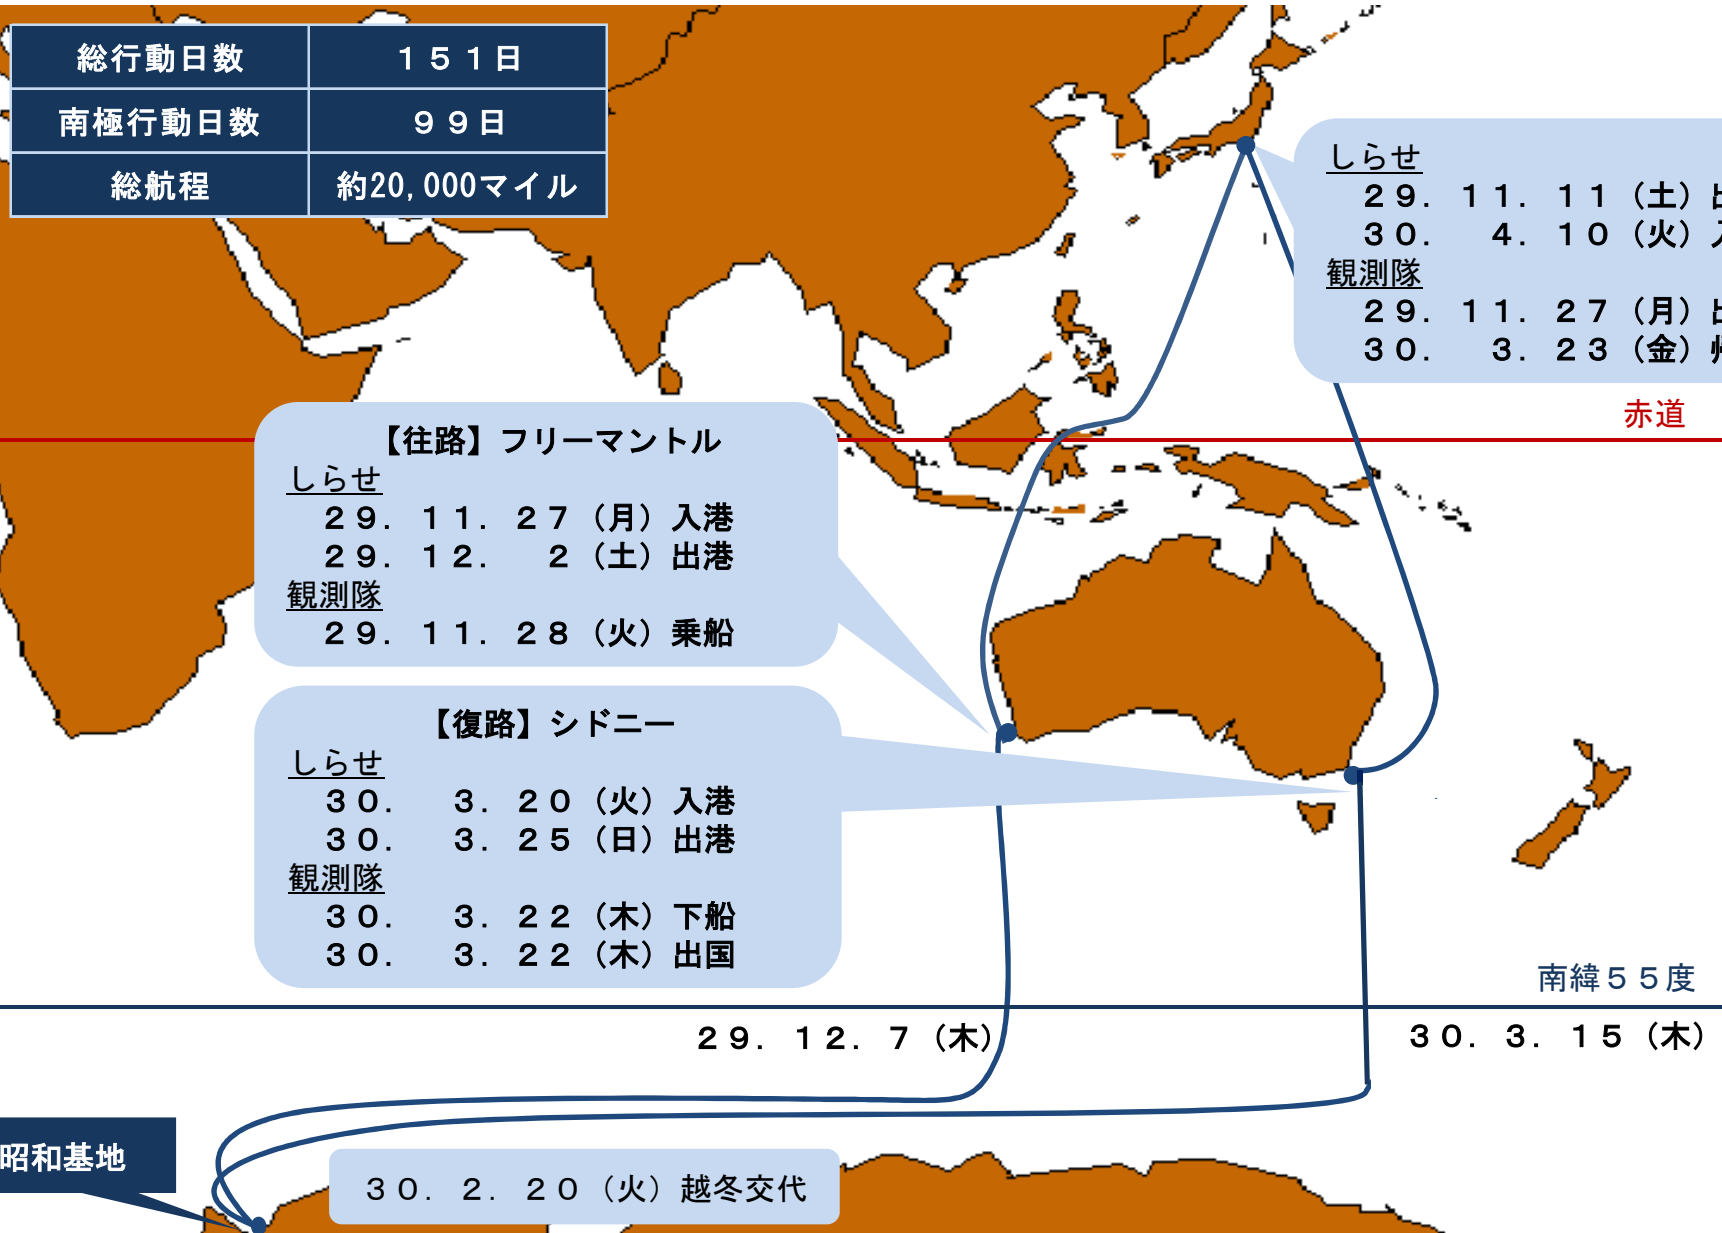 総行動日数 １５１日
南極行動日数 ９９日
総航程 約20,000マイル
しらせ
２９．１１．１１（土）
３０．　４．１０（火）
観測隊
２９．１１．２７（月）
３０．　３．２３（金）
赤道
【往路】フリーマントル
しらせ
２９．１１．２７（月）入港
２９．１２．　２（土）出港
観測隊
２９．１１．２８（火）乗船
【復路】シドニー
しらせ
３０．　３．２０（火）入港
３０．　３．２５（日）出港
観測隊
３０．　３．２２（木）下船
３０．　３．２２（木）出国
南緯５５度
２９．１２．７（木）
３０．３．１５（木）
昭和基地
３０．２．２０（火）越冬交代